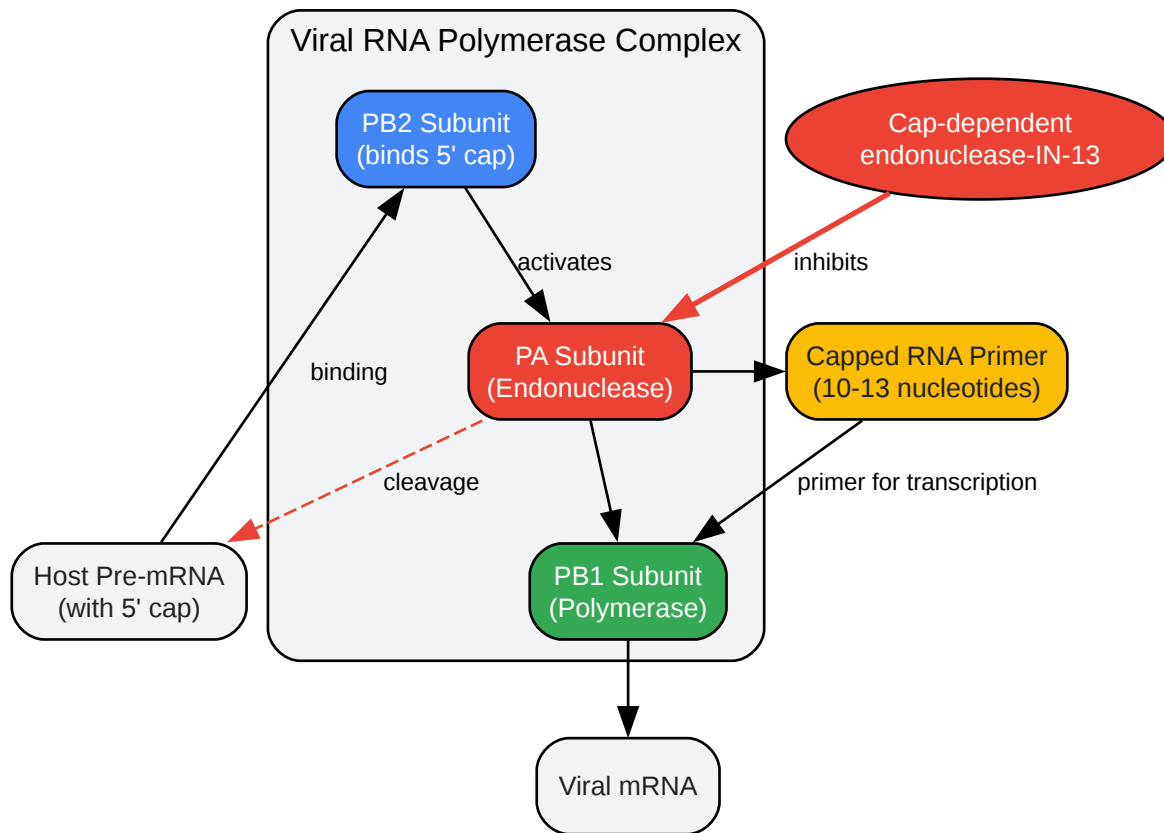 Viral RNA Polymerase Complex
PB2 Subunit
(binds 5' cap)
Cap-dependent
endonuclease-IN-13
activates
inhibits
binding
PA Subunit
(Endonuclease)
Capped RNA Primer
(10-13 nucleotides)
cleavage
primer for transcription
Host Pre-mRNA
(with 5' cap)
PB1 Subunit
(Polymerase)
Viral mRNA